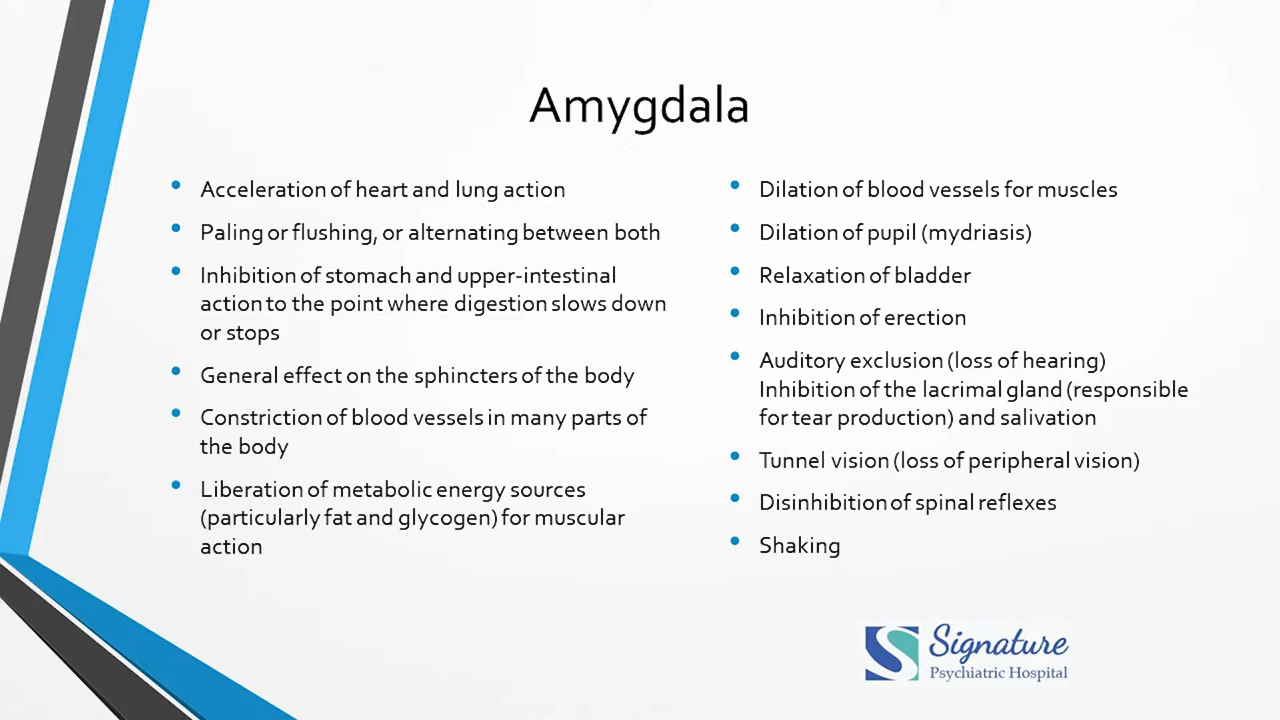 Amygdala
Acceleration of heart and lung action
Paling or flushing, or alternating between both
Inhibition of stomach and upper-intestinal
action to the point where digestion slows down
or stops
General effect on the sphincters of the body
Constriction of blood vessels in many parts of
the body
Liberation of metabolic energy sources
(particularly fat and glycogen) for muscular
action
Dilation of blood vessels for muscles
Dilation of pupil (mydriasis)
Relaxation of bladder
Inhibition of erection
Auditory exclusion (loss of hearing)
Inhibition of the lacrimal gland (responsible
for tear production) and salivation
Tunnel vision (loss of peripheral vision)
Disinhibition of spinal reflexes
Shaking
Signature
Psychiatric Hospital